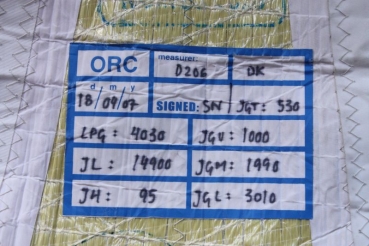 ORC measurer: D206 DK
d / m / y
18/09/07 SIGNED: SN JGT: 530
LPG: 4030 JGU: 1000
JL: 14900 JGM: 1990
JH: 95 JGL: 3010